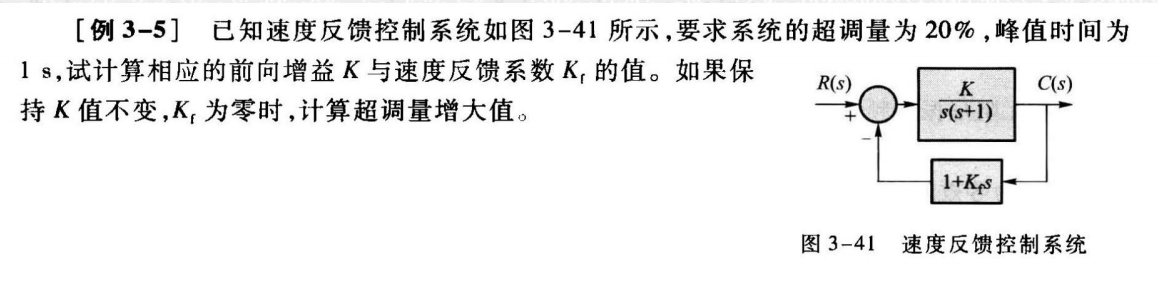 ［例 3-5］ 已知速度反馈控制系统如图 3-41 所示,要求系统的超调量为 20%,峰值时间为
1 s,试计算相应的前向增益 K 与速度反馈系数 Kf 的值。如果保
持 K 值不变,Kf 为零时,计算超调量增大值。
R(s)
+
−
K
s(s+1)
C(s)
1+Kfs
图 3-41 速度反馈控制系统